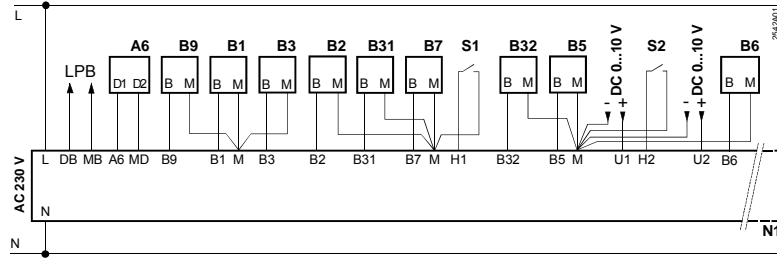 L
2542A01
A6 B9 B1 B3 B2 B31 B7 S1 B32 B5 DC 0...10 V S2 DC 0...10 V B6
LPB
D1 D2 B M B M B M B M B M B M B M B M - + - + B M
L DB MB A6 MD B9 B1 M B3 B2 B31 B7 M H1 B32 B5 M U1 H2 U2 B6
AC 230 V
N
N1
N